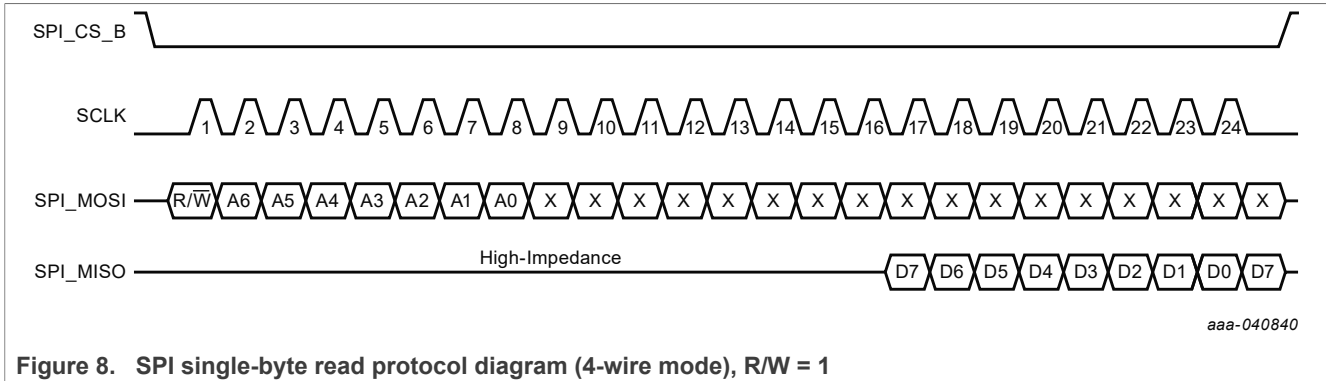 SPI_CS_B
SCLK 1 2 3 4 5 6 7 8 9 10 11 12 13 14 15 16 17 18 19 20 21 22 23 24
SPI_MOSI R/W̅ A6 A5 A4 A3 A2 A1 A0 X X X X X X X X X X X X X X X X X
SPI_MISO High-Impedance D7 D6 D5 D4 D3 D2 D1 D0 D7
aaa-040840
Figure 8. SPI single-byte read protocol diagram (4-wire mode), R/W = 1